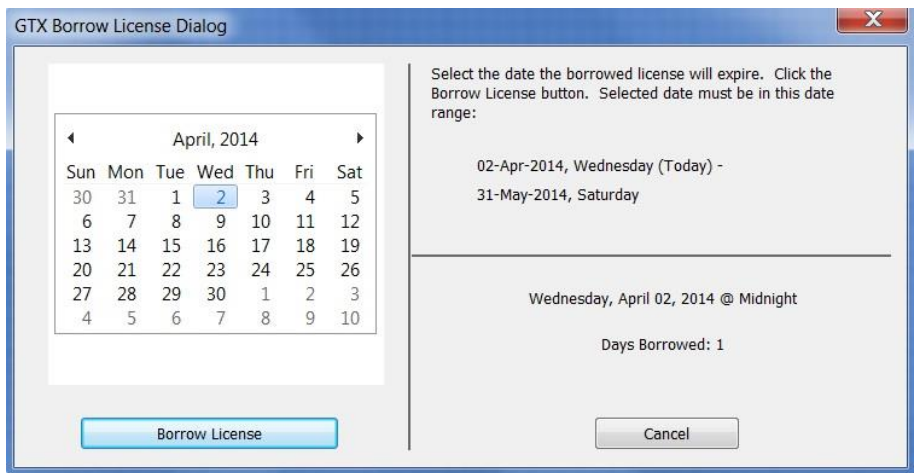 GTX Borrow License Dialog
April, 2014
Sun Mon Tue Wed Thu Fri Sat
30 31 1 2 3 4 5
6 7 8 9 10 11 12
13 14 15 16 17 18 19
20 21 22 23 24 25 26
27 28 29 30 1 2 3
4 5 6 7 8 9 10
Borrow License
Select the date the borrowed license will expire. Click the
Borrow License button. Selected date must be in this date
range:
02-Apr-2014, Wednesday (Today) -
31-May-2014, Saturday
Wednesday, April 02, 2014 @ Midnight
Days Borrowed: 1
Cancel